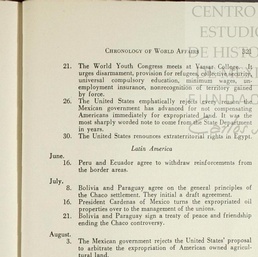 CENTRO
ESTUDIO
DE HISTO
CHRONOLOGY OF WORLD AFFAIRS 521
21. The World Youth Congress meets at Vassar College. It
urges disarmament, provision for refugees, collective security,
universal compulsory education, minimum wages, un-
employment insurance, nonrecognition of territory gained
by force.
26. The United States emphatically rejects every reason the
Mexican government has advanced for not compensating
Americans immediately for expropriated land. It was the
most sharply worded note to come from the State Department
in years.
30. The United States renounces extraterritorial rights in Egypt.
Latin America
June.
16. Peru and Ecuador agree to withdraw reinforcements from
the border areas.
July.
8. Bolivia and Paraguay agree on the general principles of
the Chaco settlement. They initial a draft agreement.
16. President Cardenas of Mexico turns the expropriated oil
properties over to the management of the unions.
21. Bolivia and Paraguay sign a treaty of peace and friendship
ending the Chaco controversy.
August.
3. The Mexican government rejects the United States' proposal
to arbitrate the expropriation of American owned agricul-
tural land.